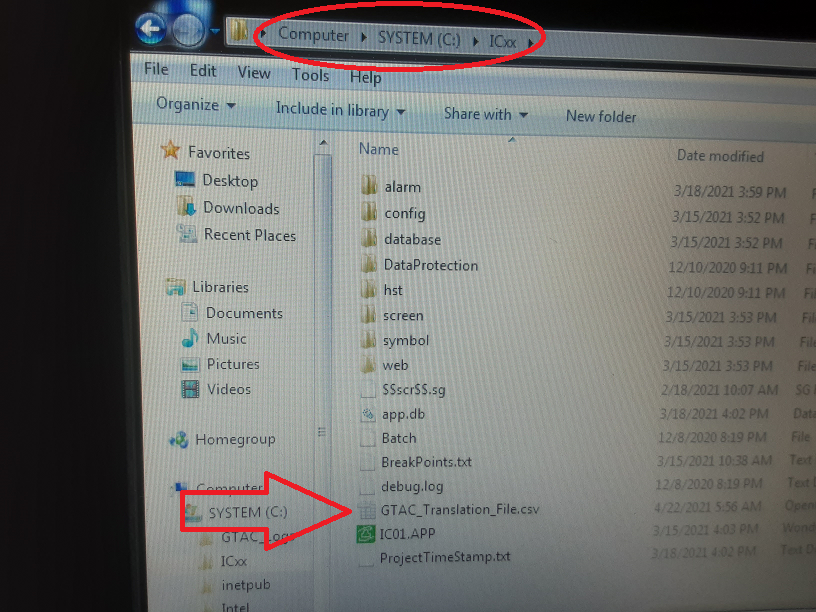 Computer ▸ SYSTEM (C:) ▸ ICxx ▸
File Edit View Tools Help
Organize Include in library Share with New folder
Favorites
Desktop
Downloads
Recent Places
Libraries
Documents
Music
Pictures
Videos
Homegroup
Computer
SYSTEM (C:)
GTAC_Logs
ICxx
inetpub
Intel
Name Date modified
alarm 3/18/2021 3:59 PM
config 3/15/2021 3:52 PM
database 3/15/2021 3:52 PM
DataProtection 12/10/2020 9:11 PM
hst 12/10/2020 9:11 PM
screen 3/15/2021 3:53 PM
symbol 3/15/2021 3:53 PM
web 3/15/2021 3:53 PM
$$scr$$.sg 2/18/2021 10:07 AM SG
app.db 3/18/2021 4:02 PM Data
Batch 12/8/2020 8:19 PM File
BreakPoints.txt 3/15/2021 10:38 AM Text
debug.log 12/8/2020 8:19 PM Text D
GTAC_Translation_File.csv 4/22/2021 5:56 AM Open
IC01.APP 3/15/2021 4:03 PM Wond
ProjectTimeStamp.txt 3/18/2021 4:02 PM Text D